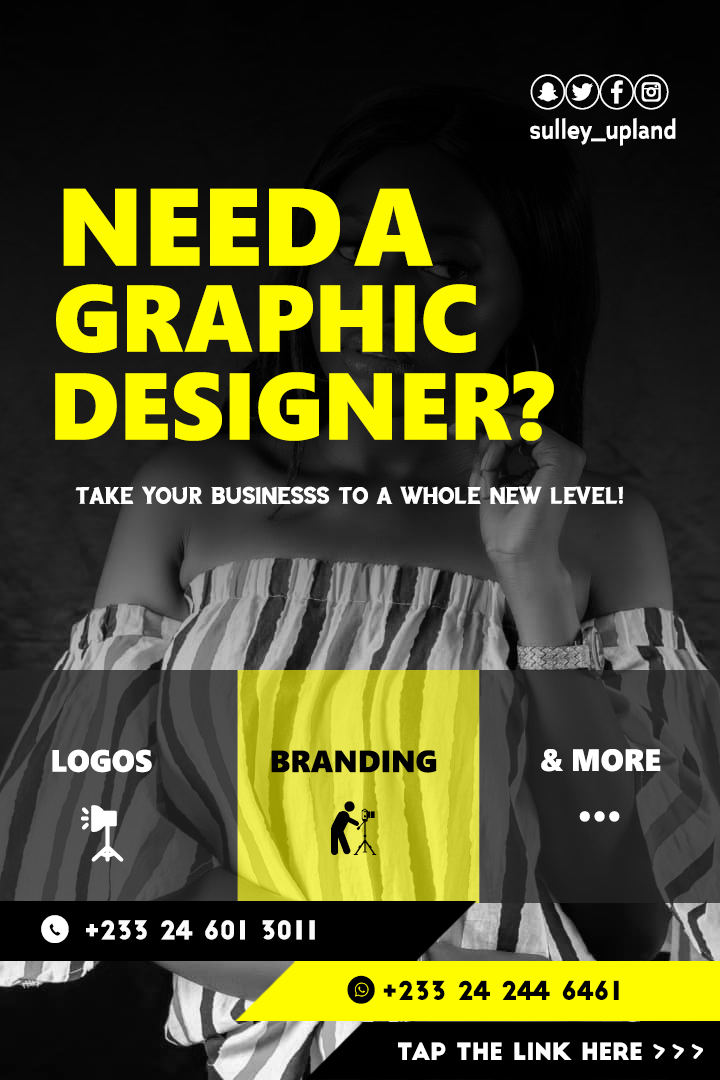 sulley_upland
NEED A
GRAPHIC
DESIGNER?
TAKE YOUR BUSINESSS TO A WHOLE NEW LEVEL!
LOGOS
BRANDING
& MORE
+233 24 601 3011
+233 24 244 6461
TAP THE LINK HERE >>>